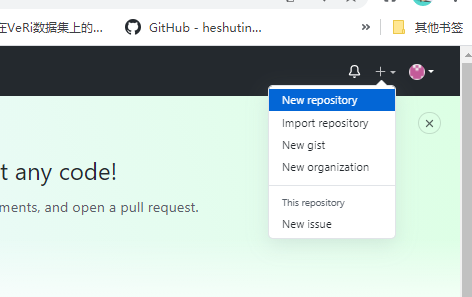 在VeRi数据集上的...
GitHub - heshutin...
»
其他书签
New repository
Import repository
New gist
New organization
This repository
New issue
t any code!
ments, and open a pull request.